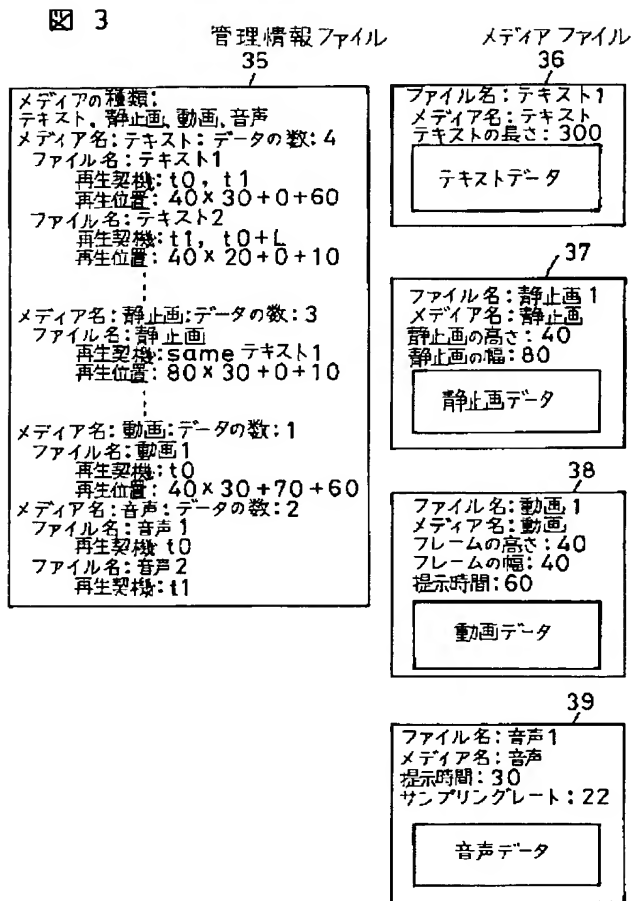 図 3
管理情報ファイル
35
メディアの種類:
テキスト、静止画、動画、音声
メディア名:テキスト:データの数:4
ファイル名:テキスト1
再生契機:t0, t1
再生位置:40×30+0+60
ファイル名:テキスト2
再生契機:t1, t0+L
再生位置:40×20+0+10
メディア名:静止画:データの数:3
ファイル名:静止画
再生契機:same テキスト1
再生位置:80×30+0+10
メディア名:動画:データの数:1
ファイル名:動画1
再生契機:t0
再生位置:40×30+70+60
メディア名:音声:データの数:2
ファイル名:音声1
再生契機 t0
ファイル名:音声2
再生契機:t1
メディアファイル
36
ファイル名:テキスト1
メディア名:テキスト
テキストの長さ:300
テキストデータ
37
ファイル名:静止画1
メディア名:静止画
静止画の高さ:40
静止画の幅:80
静止画データ
38
ファイル名:動画1
メディア名:動画
フレームの高さ:40
フレームの幅:40
提示時間:60
動画データ
39
ファイル名:音声1
メディア名:音声
提示時間:30
サンプリングレート:22
音声データ